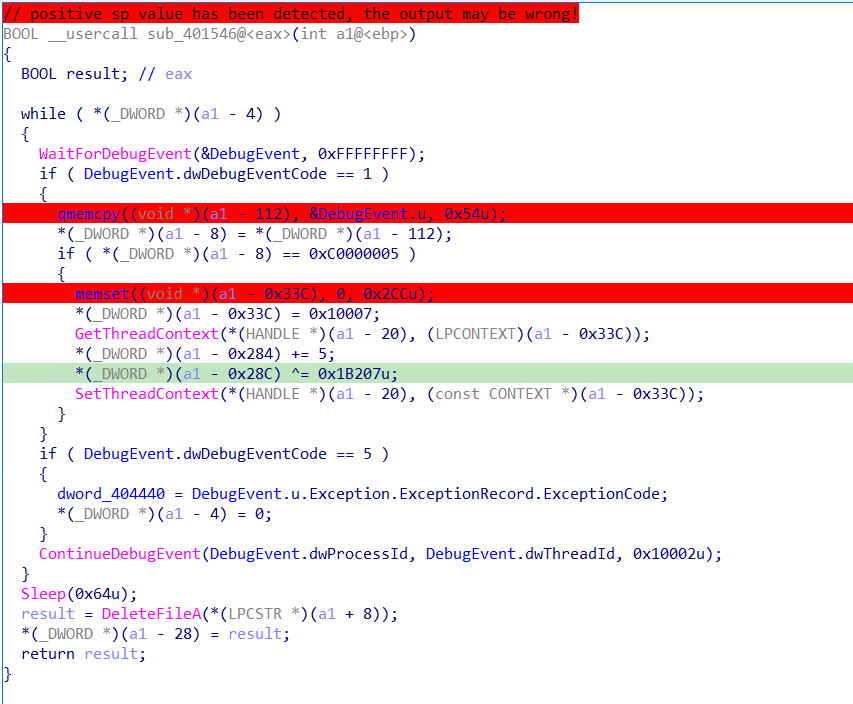 // positive sp value has been detected, the output may be wrong!
BOOL __usercall sub_401546@<eax>(int a1@<ebp>)
{
  BOOL result; // eax

  while ( *(_DWORD *)(a1 - 4) )
  {
    WaitForDebugEvent(&DebugEvent, 0xFFFFFFFF);
    if ( DebugEvent.dwDebugEventCode == 1 )
    {
      qmemcpy((void *)(a1 - 112), &DebugEvent.u, 0x54u);
      *(_DWORD *)(a1 - 8) = *(_DWORD *)(a1 - 112);
      if ( *(_DWORD *)(a1 - 8) == 0xC0000005 )
      {
        memset((void *)(a1 - 0x33C), 0, 0x2CCu);
        *(_DWORD *)(a1 - 0x33C) = 0x10007;
        GetThreadContext(*(HANDLE *)(a1 - 20), (LPCONTEXT)(a1 - 0x33C));
        *(_DWORD *)(a1 - 0x284) += 5;
        *(_DWORD *)(a1 - 0x28C) ^= 0x1B207u;
        SetThreadContext(*(HANDLE *)(a1 - 20), (const CONTEXT *)(a1 - 0x33C));
      }
    }
    if ( DebugEvent.dwDebugEventCode == 5 )
    {
      dword_404440 = DebugEvent.u.Exception.ExceptionRecord.ExceptionCode;
      *(_DWORD *)(a1 - 4) = 0;
    }
    ContinueDebugEvent(DebugEvent.dwProcessId, DebugEvent.dwThreadId, 0x10002u);
  }
  Sleep(0x64u);
  result = DeleteFileA(*(LPCSTR *)(a1 + 8));
  *(_DWORD *)(a1 - 28) = result;
  return result;
}